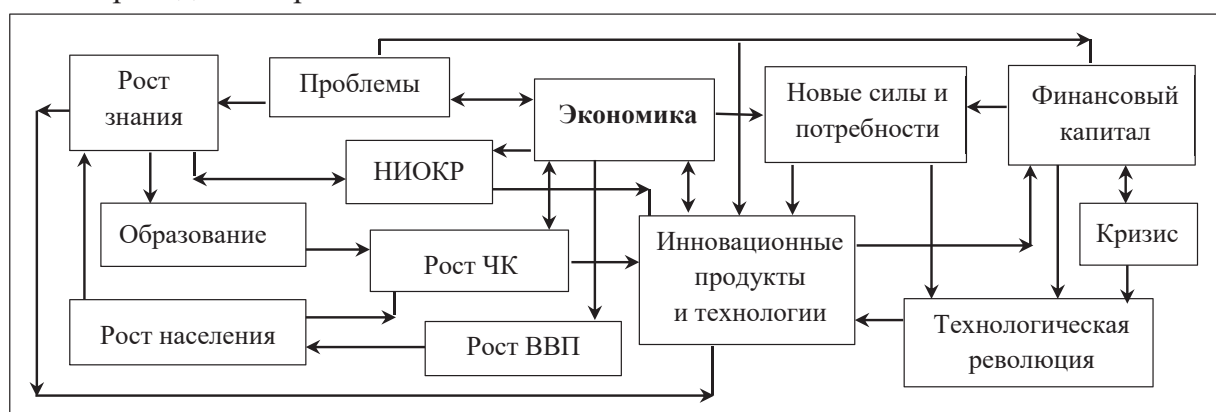 Рост
знания
Проблемы
Экономика
Новые силы и
потребности
Финансовый
капитал
НИОКР
Образование
Рост ЧК
Инновационные
продукты
и технологии
Кризис
Рост населения
Рост ВВП
Технологическая
революция